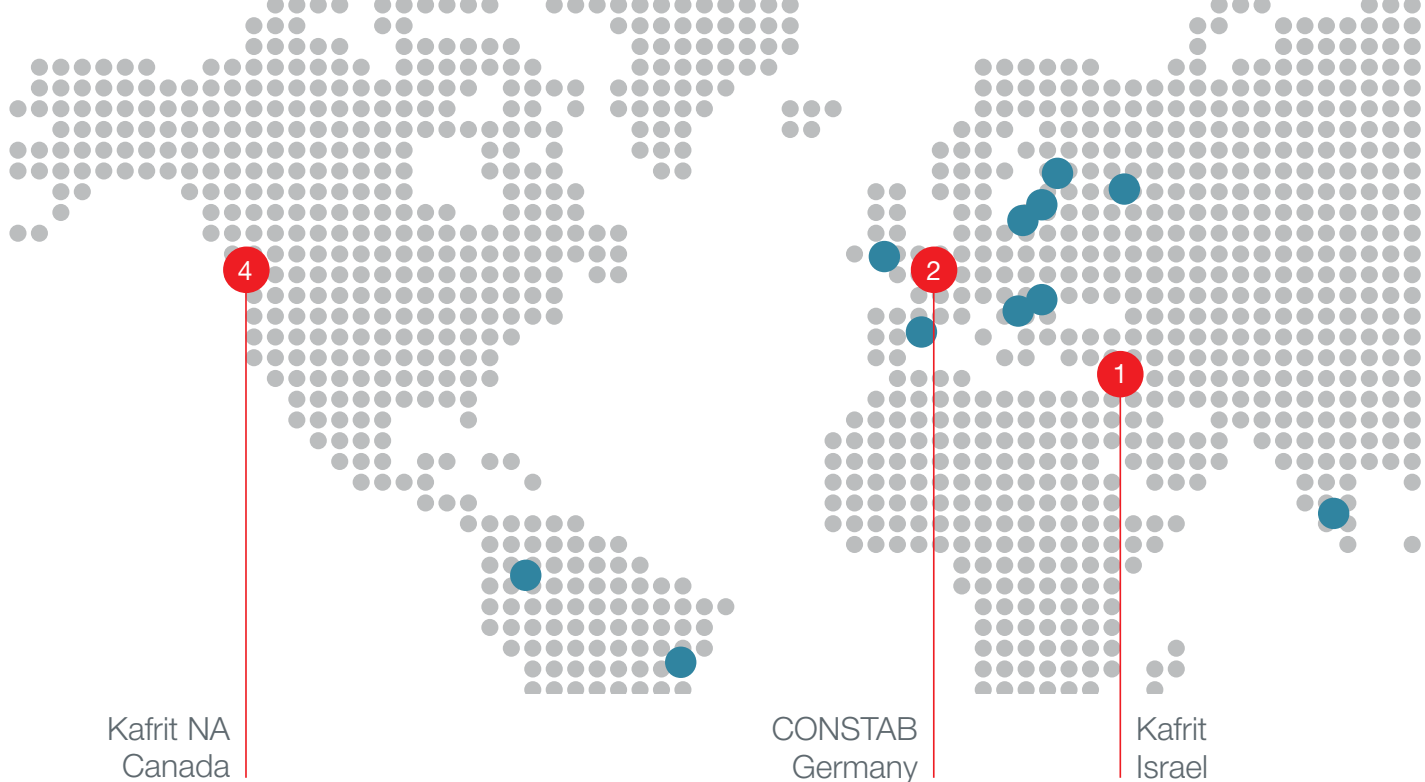 4
2
1
Kafrit NA
Canada
CONSTAB
Germany
Kafrit
Israel